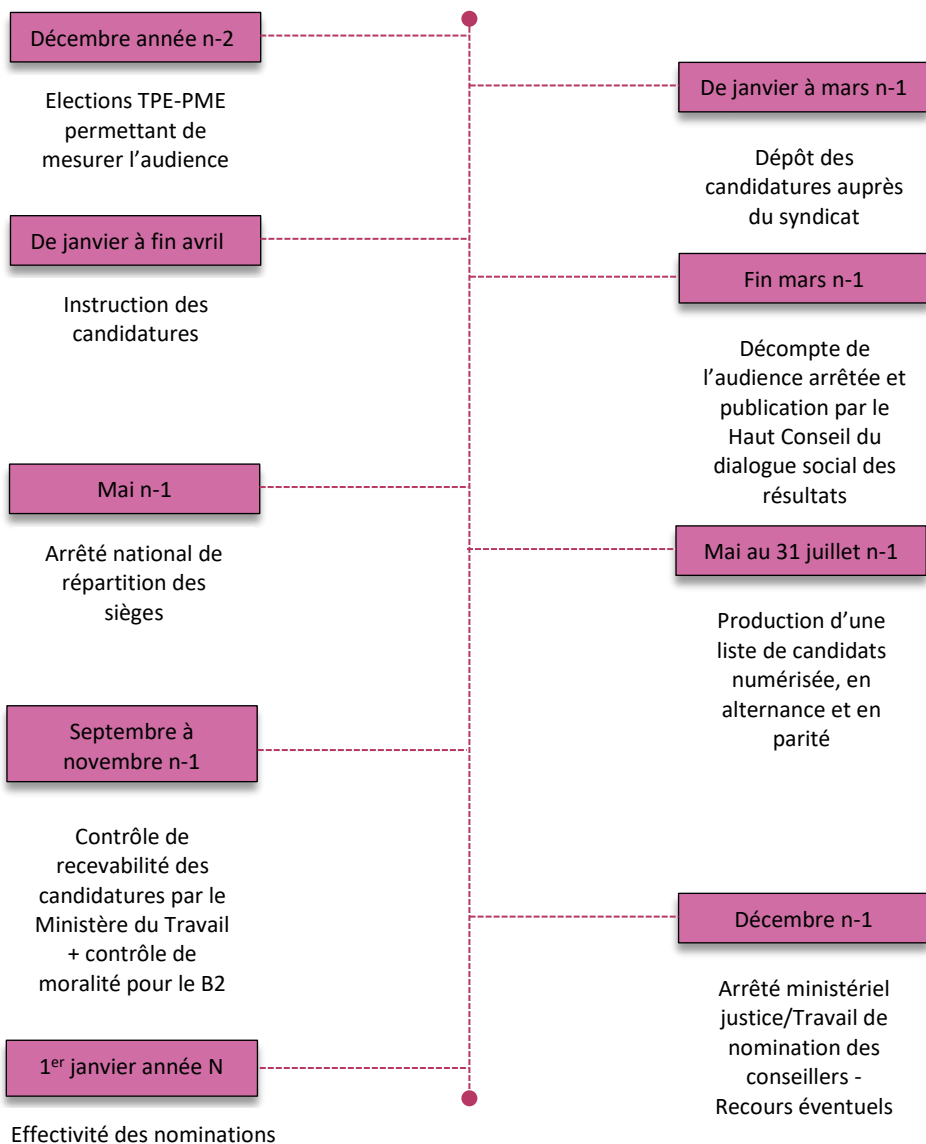 Décembre année n-2
Elections TPE-PME
permettant de
mesurer l’audience
De janvier à mars n-1
Dépôt des
candidatures auprès
du syndicat
De janvier à fin avril
Instruction des
candidatures
Fin mars n-1
Décompte de
l’audience arrêtée et
publication par le
Haut Conseil du
dialogue social des
résultats
Mai n-1
Arrêté national de
répartition des
sièges
Mai au 31 juillet n-1
Production d’une
liste de candidats
numérisée, en
alternance et en
parité
Septembre à
novembre n-1
Contrôle de
recevabilité des
candidatures par le
Ministère du Travail
+ contrôle de
moralité pour le B2
Décembre n-1
Arrêté ministériel
justice/Travail de
nomination des
conseillers -
Recours éventuels
1er janvier année N
Effectivité des nominations